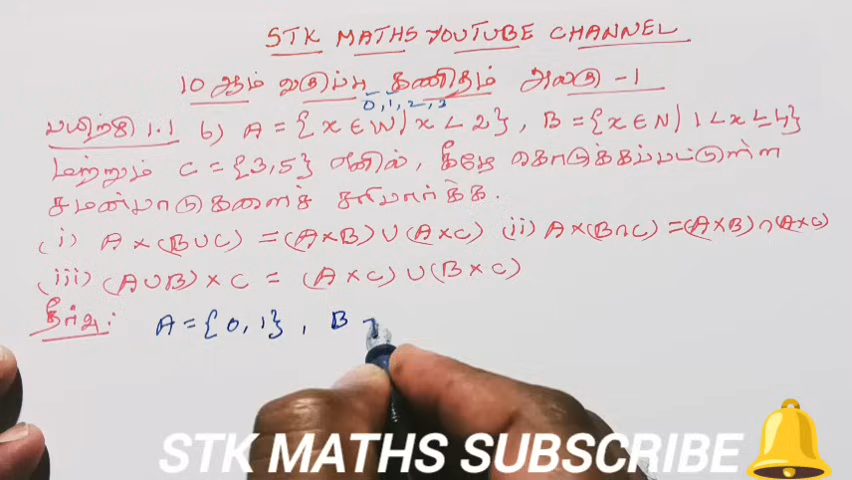 STK MATHS YOUTUBE CHANNEL
10 ஆம் வகுப்பு கணிதம் அலகு -1
0,1,2,3
பயிற்சி 1.1 6) A = {x ∈ W | x < 2}, B = {x ∈ N | 1 < x ≤ 4}
மற்றும் C = {3,5} எனில், கீழே கொடுக்கப்பட்டுள்ள
சமன்பாடுகளைச் சரிபார்க்க.
(i) A × (B ∪ C) = (A × B) ∪ (A × C) (ii) A × (B ∩ C) = (A × B) ∩ (A × C)
(iii) (A ∪ B) × C = (A × C) ∪ (B × C)
தீர்வு: A = {0, 1}, B
STK MATHS SUBSCRIBE